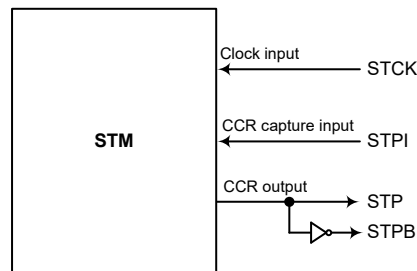 Clock input
STCK
CCR capture input
STM
STPI
CCR output
STP
STPB